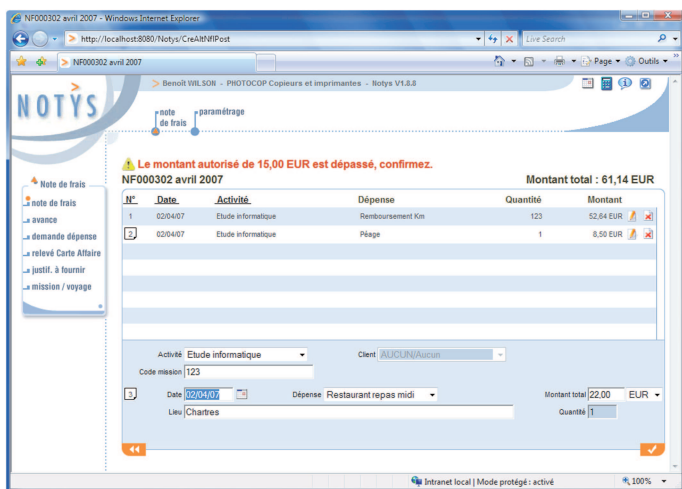 NF000302 avril 2007 - Windows Internet Explorer
http://localhost:8080/Notys/CreAltNflPost
Live Search
NF000302 avril 2007
Page Outils
Benoît WILSON - PHOTOCOP Copieurs et imprimantes - Notys V1.8.8
NOTYS
note de frais
paramétrage
Le montant autorisé de 15,00 EUR est dépassé, confirmez.
NF000302 avril 2007 Montant total : 61,14 EUR
Note de frais
note de frais
avance
demande dépense
relevé Carte Affaire
justif. à fournir
mission / voyage
N° Date Activité Dépense Quantité Montant
1 02/04/07 Etude informatique Remboursement Km 123 52,64 EUR
2 02/04/07 Etude informatique Péage 1 8,50 EUR
Activité Etude informatique Client AUCUN/Aucun
Code mission 123
3 Date 02/04/07 Dépense Restaurant repas midi Montant total 22,00 EUR
Lieu Chartres Quantité 1
Intranet local | Mode protégé : activé 100%